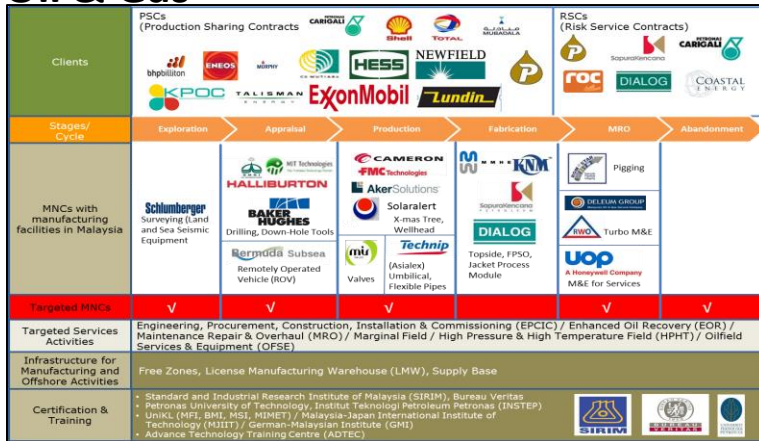 Oil & Gas
Clients
PSCs
(Production Sharing Contracts)
PETRONAS
CARIGALI
Shell
TOTAL
MUBADALA
bhpbilliton
ENEOS
MURPHY
HESS
NEWFIELD
KPOC
TALISMAN
ENERGY
ExxonMobil
Lundin
RSCs
(Risk Service Contracts)
SapuraKencana
PETRONAS
CARIGALI
roc
DIALOG
COASTAL
ENERGY
Stages/
Cycle
Exploration
Appraisal
Production
Fabrication
MRO
Abandonment
MNCs with
manufacturing
facilities in Malaysia
Schlumberger
Surveying (Land
and Sea Seismic
Equipment
MIT Technologies
HALLIBURTON
BAKER
HUGHES
Drilling, Down-Hole Tools
Bermuda Subsea
Remotely Operated
Vehicle (ROV)
CAMERON
FMC Technologies
AkerSolutions
Solaralert
X-mas Tree,
Wellhead
mir
Valves
Technip
(Asiaflex)
Umbilical,
Flexible Pipes
MMHE
KNM
SapuraKencana
PETROLEUM
DIALOG
Topside, FPSO,
Jacket Process
Module
Pigging
DELEUM GROUP
RWO
Turbo M&E
UOP
A Honeywell Company
M&E for Services
Targeted MNCs
√ √ √ √ √
Targeted Services
Activities
Engineering, Procurement, Construction, Installation & Commissioning (EPCIC) / Enhanced Oil Recovery (EOR) /
Maintenance Repair & Overhaul (MRO) / Marginal Field / High Pressure & High Temperature Field (HPHT) / Oilfield
Services & Equipment (OFSE)
Infrastructure for
Manufacturing and
Offshore Activities
Free Zones, License Manufacturing Warehouse (LMW), Supply Base
Certification &
Training
• Standard and Industrial Research Institute of Malaysia (SIRIM), Bureau Veritas
• Petronas University of Technology, Institut Teknologi Petroleum Petronas (INSTEP)
• UniKL (MFI, BMI, MSI, MIMET) / Malaysia-Japan International Institute of
Technology (MJIIT) / German-Malaysian Institute (GMI)
• Advance Technology Training Centre (ADTEC)
SIRIM
BUREAU
VERITAS